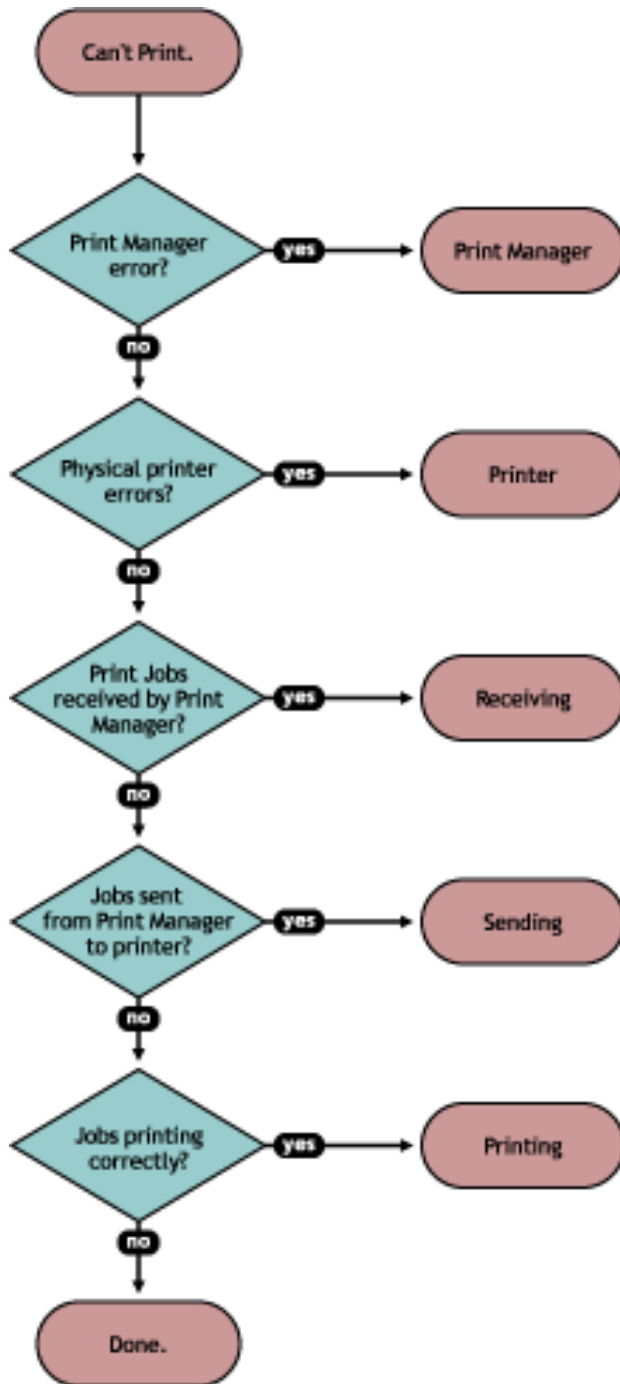 Can't Print.
Print Manager
error?
yes
Print Manager
no
Physical printer
errors?
yes
Printer
no
Print Jobs
received by Print
Manager?
yes
Receiving
no
Jobs sent
from Print Manager
to printer?
yes
Sending
no
Jobs printing
correctly?
yes
Printing
no
Done.